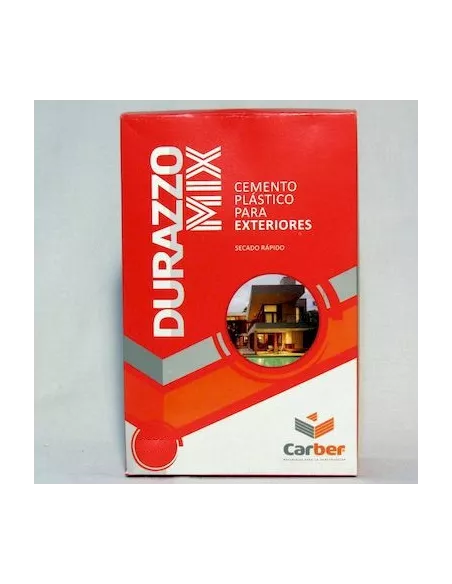 DURAZZO
MIX
CEMENTO
PLÁSTICO
PARA
EXTERIORES
SECADO RÁPIDO
Carber